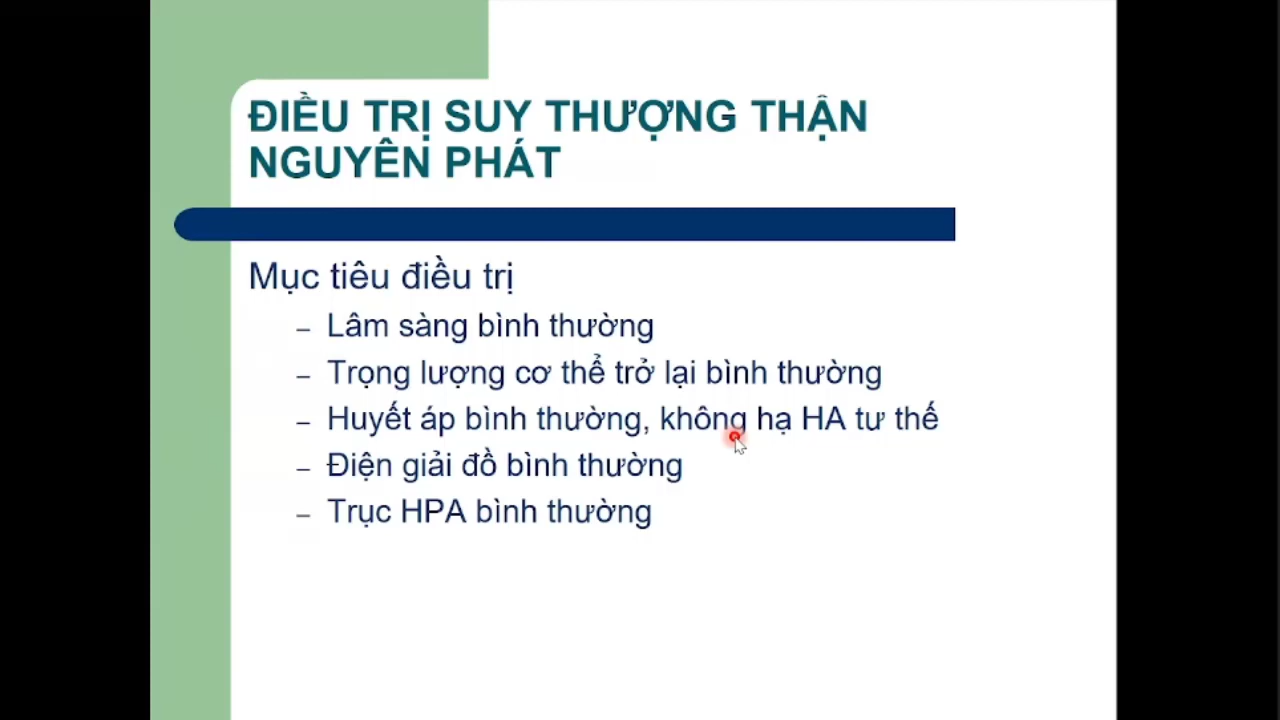 ĐIỀU TRỊ SUY THƯỢNG THẬN
NGUYÊN PHÁT
Mục tiêu điều trị
– Lâm sàng bình thường
– Trọng lượng cơ thể trở lại bình thường
– Huyết áp bình thường, không hạ HA tư thế
– Điện giải đồ bình thường
– Trục HPA bình thường